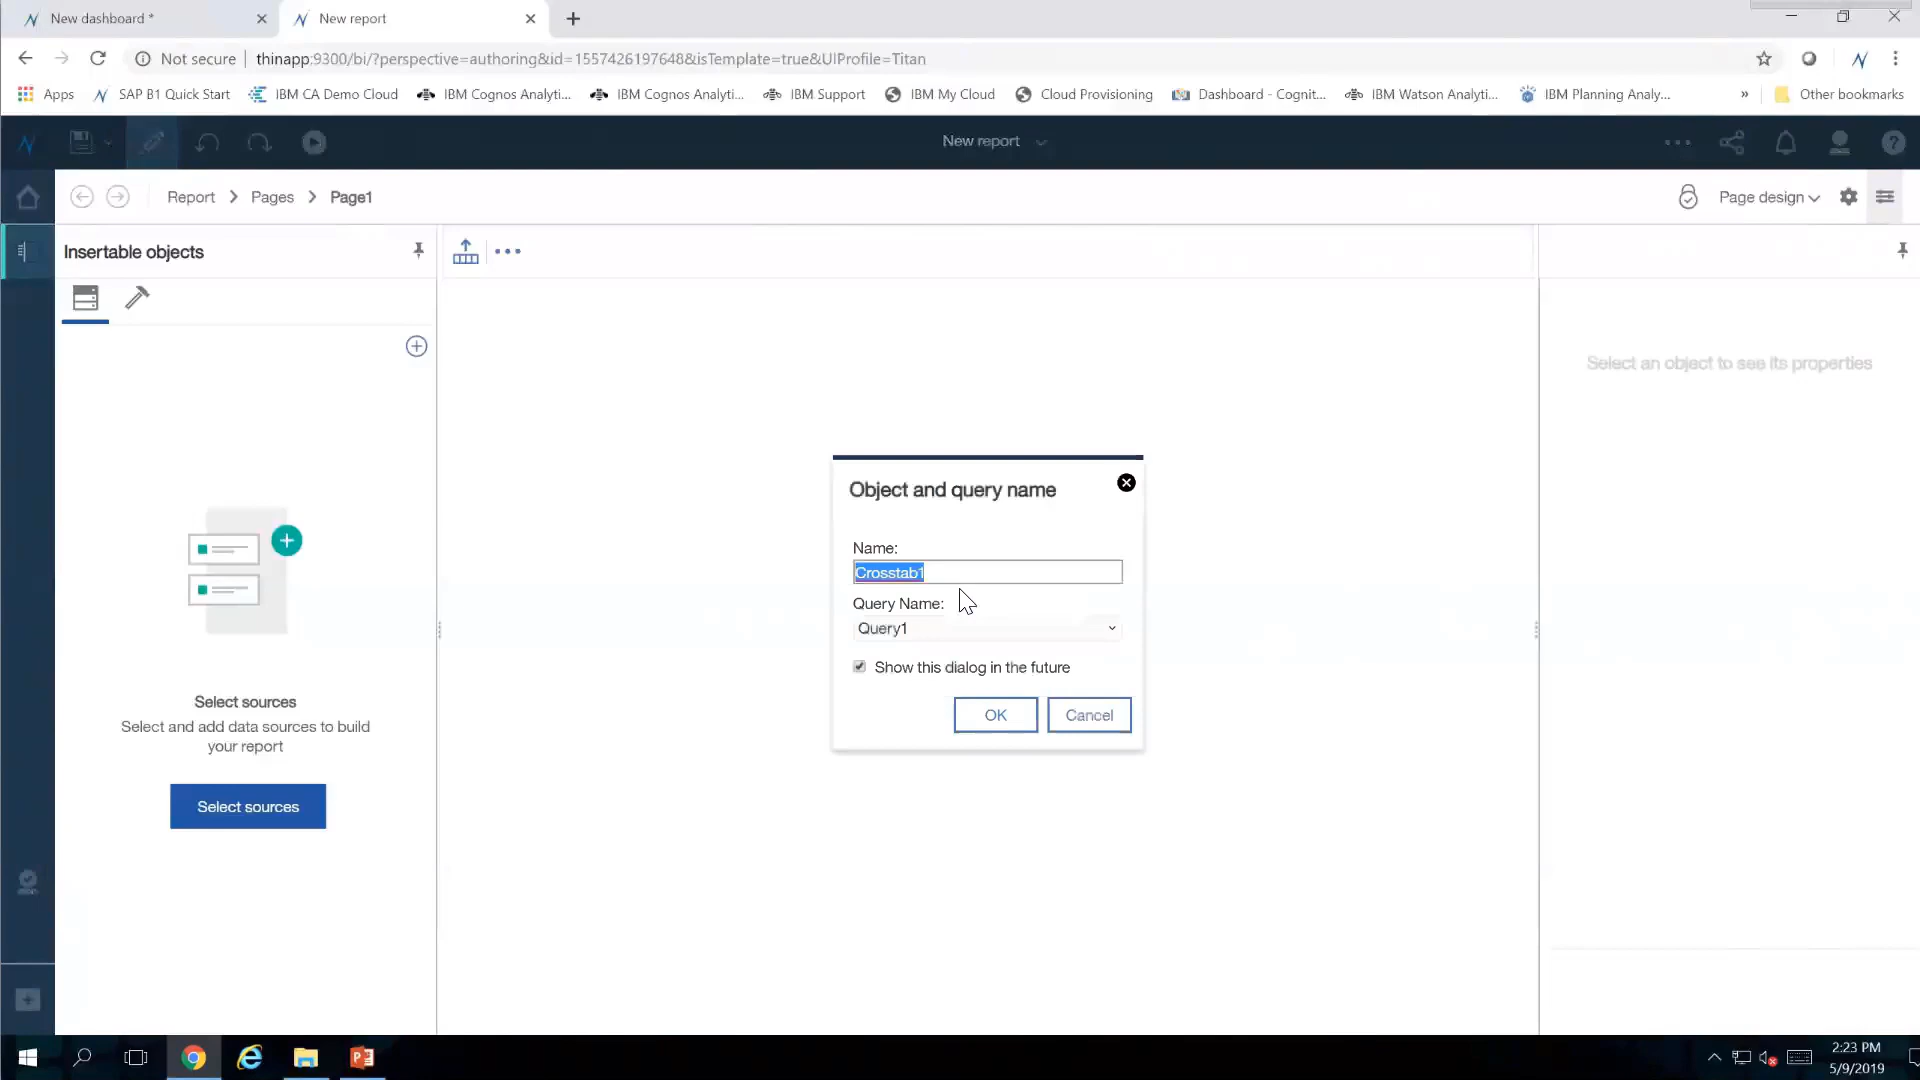 New dashboard *
New report
Not secure
thinapp:9300/bi/?perspective=authoring&id=1557426197648&isTemplate=true&UIProfile=Titan
Apps
SAP B1 Quick Start
IBM CA Demo Cloud
IBM Cognos Analyti...
IBM Cognos Analyti...
IBM Support
IBM My Cloud
Cloud Provisioning
Dashboard - Cognit...
IBM Watson Analyti...
IBM Planning Analy...
»
Other bookmarks
New report
Report > Pages > Page1
Page design
Insertable objects
Select an object to see its properties
Object and query name
Name:
Crosstab1
Query Name:
Query1
Show this dialog in the future
OK
Cancel
Select sources
Select and add data sources to build
your report
Select sources
2:23 PM
5/9/2019